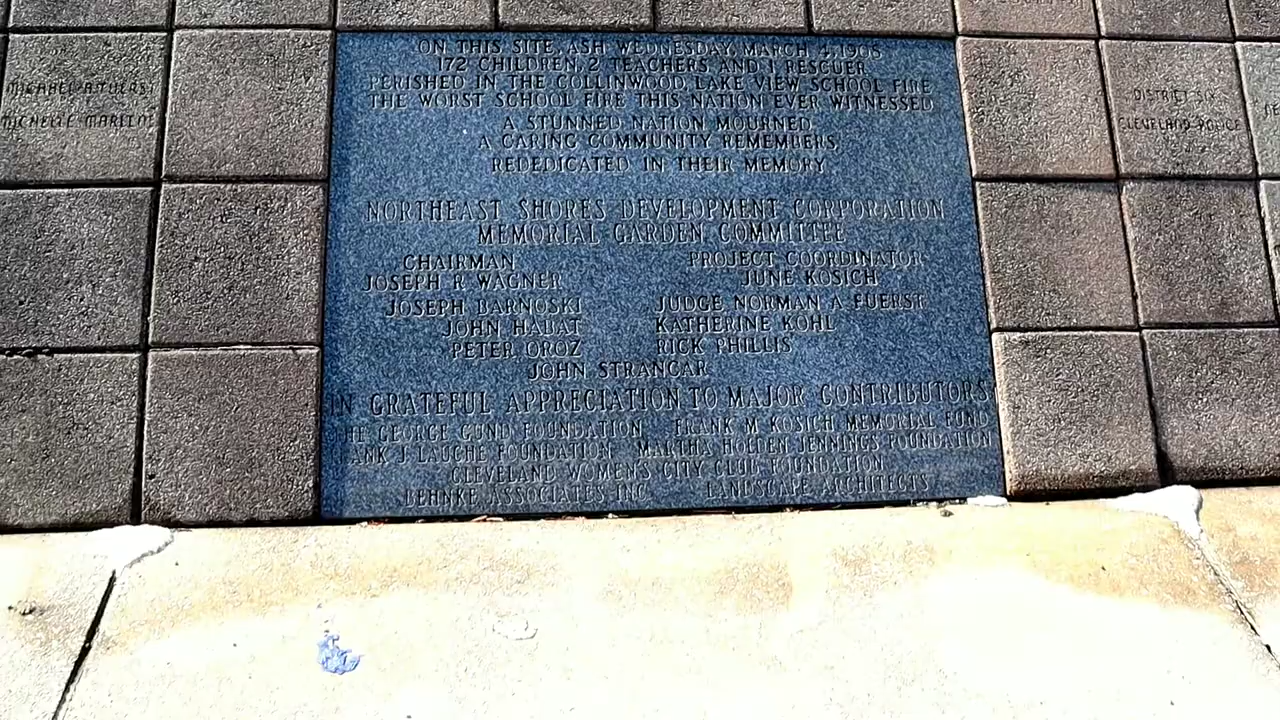 ON THIS SITE, ASH WEDNESDAY, MARCH 4, 1908,
172 CHILDREN, 2 TEACHERS AND 1 RESCUER
PERISHED IN THE COLLINWOOD, LAKE VIEW SCHOOL FIRE
THE WORST SCHOOL FIRE THIS NATION EVER WITNESSED.
A STUNNED NATION MOURNED.
A CARING COMMUNITY REMEMBERS.
REDEDICATED IN THEIR MEMORY.
NORTHEAST SHORES DEVELOPMENT CORPORATION
MEMORIAL GARDEN COMMITTEE
CHAIRMAN PROJECT COORDINATOR
JOSEPH R WAGNER JUNE KOSICH
JOSEPH BARNOSKI JUDGE NORMAN A FUERST
JOHN HABAT KATHERINE KOHL
PETER OROZ RICK PHILLIS
JOHN STRANCAR
IN GRATEFUL APPRECIATION TO MAJOR CONTRIBUTORS
THE GEORGE GUND FOUNDATION FRANK M KOSICH MEMORIAL FUND
ANK J LAUCHE FOUNDATION MARTHA HOLDEN JENNINGS FOUNDATION
CLEVELAND WOMEN'S CITY CLUB FOUNDATION
BEHNKE ASSOCIATES INC. LANDSCAPE ARCHITECTS
MICHELLE
DISTRICT SIX
CLEVELAND POLICE